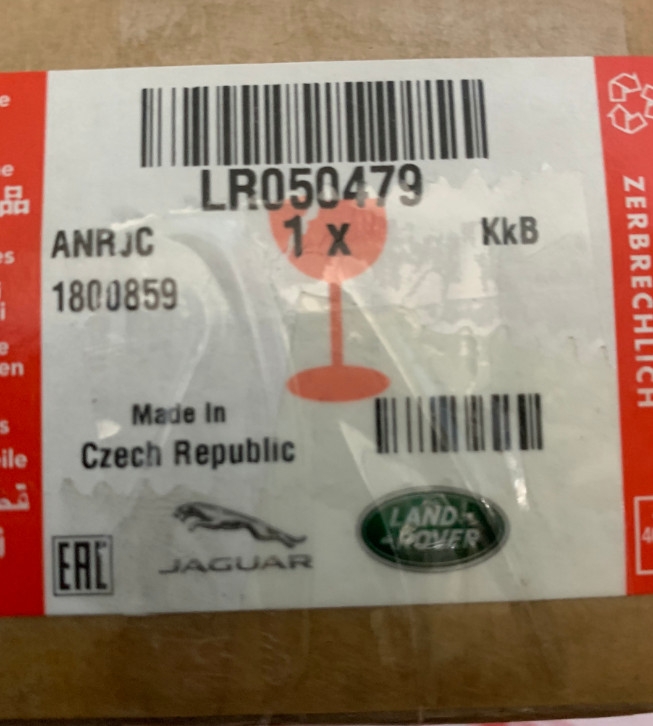 LR050479
ANRJC
1 x
KkB
1800859
Made In
Czech Republic
JAGUAR
LAND-
-ROVER
EAC
ZERBRECHLICH